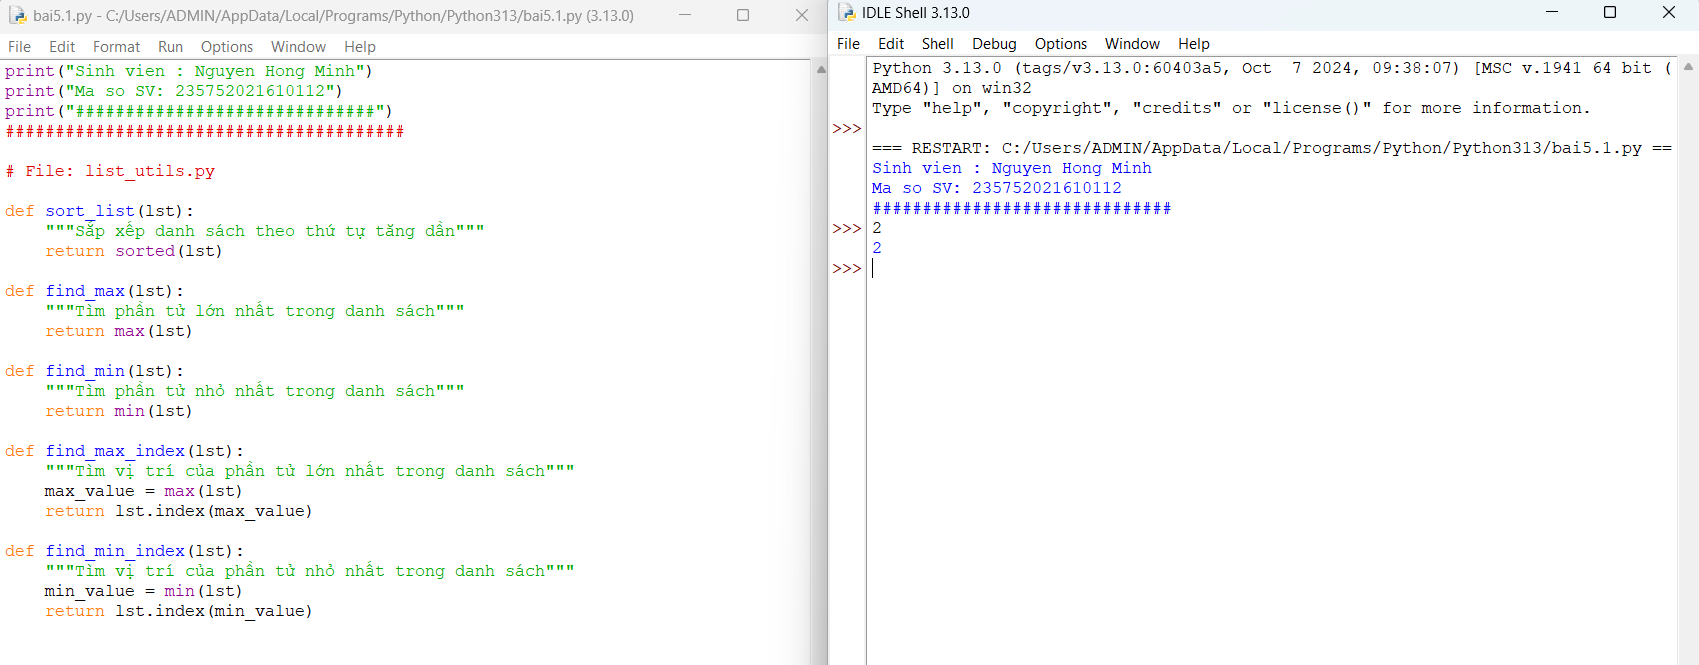 bai5.1.py - C:/Users/ADMIN/AppData/Local/Programs/Python/Python313/bai5.1.py (3.13.0)
File Edit Format Run Options Window Help
print("Sinh vien : Nguyen Hong Minh")
print("Ma so SV: 235752021610112")
print("##############################")
########################################
# File: list_utils.py
def sort_list(lst):
"""Sắp xếp danh sách theo thứ tự tăng dần"""
return sorted(lst)
def find_max(lst):
"""Tìm phần tử lớn nhất trong danh sách"""
return max(lst)
def find_min(lst):
"""Tìm phần tử nhỏ nhất trong danh sách"""
return min(lst)
def find_max_index(lst):
"""Tìm vị trí của phần tử lớn nhất trong danh sách"""
max_value = max(lst)
return lst.index(max_value)
def find_min_index(lst):
"""Tìm vị trí của phần tử nhỏ nhất trong danh sách"""
min_value = min(lst)
return lst.index(min_value)
IDLE Shell 3.13.0
File Edit Shell Debug Options Window Help
Python 3.13.0 (tags/v3.13.0:60403a5, Oct  7 2024, 09:38:07) [MSC v.1941 64 bit (
AMD64)] on win32
Type "help", "copyright", "credits" or "license()" for more information.
>>>
=== RESTART: C:/Users/ADMIN/AppData/Local/Programs/Python/Python313/bai5.1.py ==
Sinh vien : Nguyen Hong Minh
Ma so SV: 235752021610112
##############################
>>> 2
2
>>>